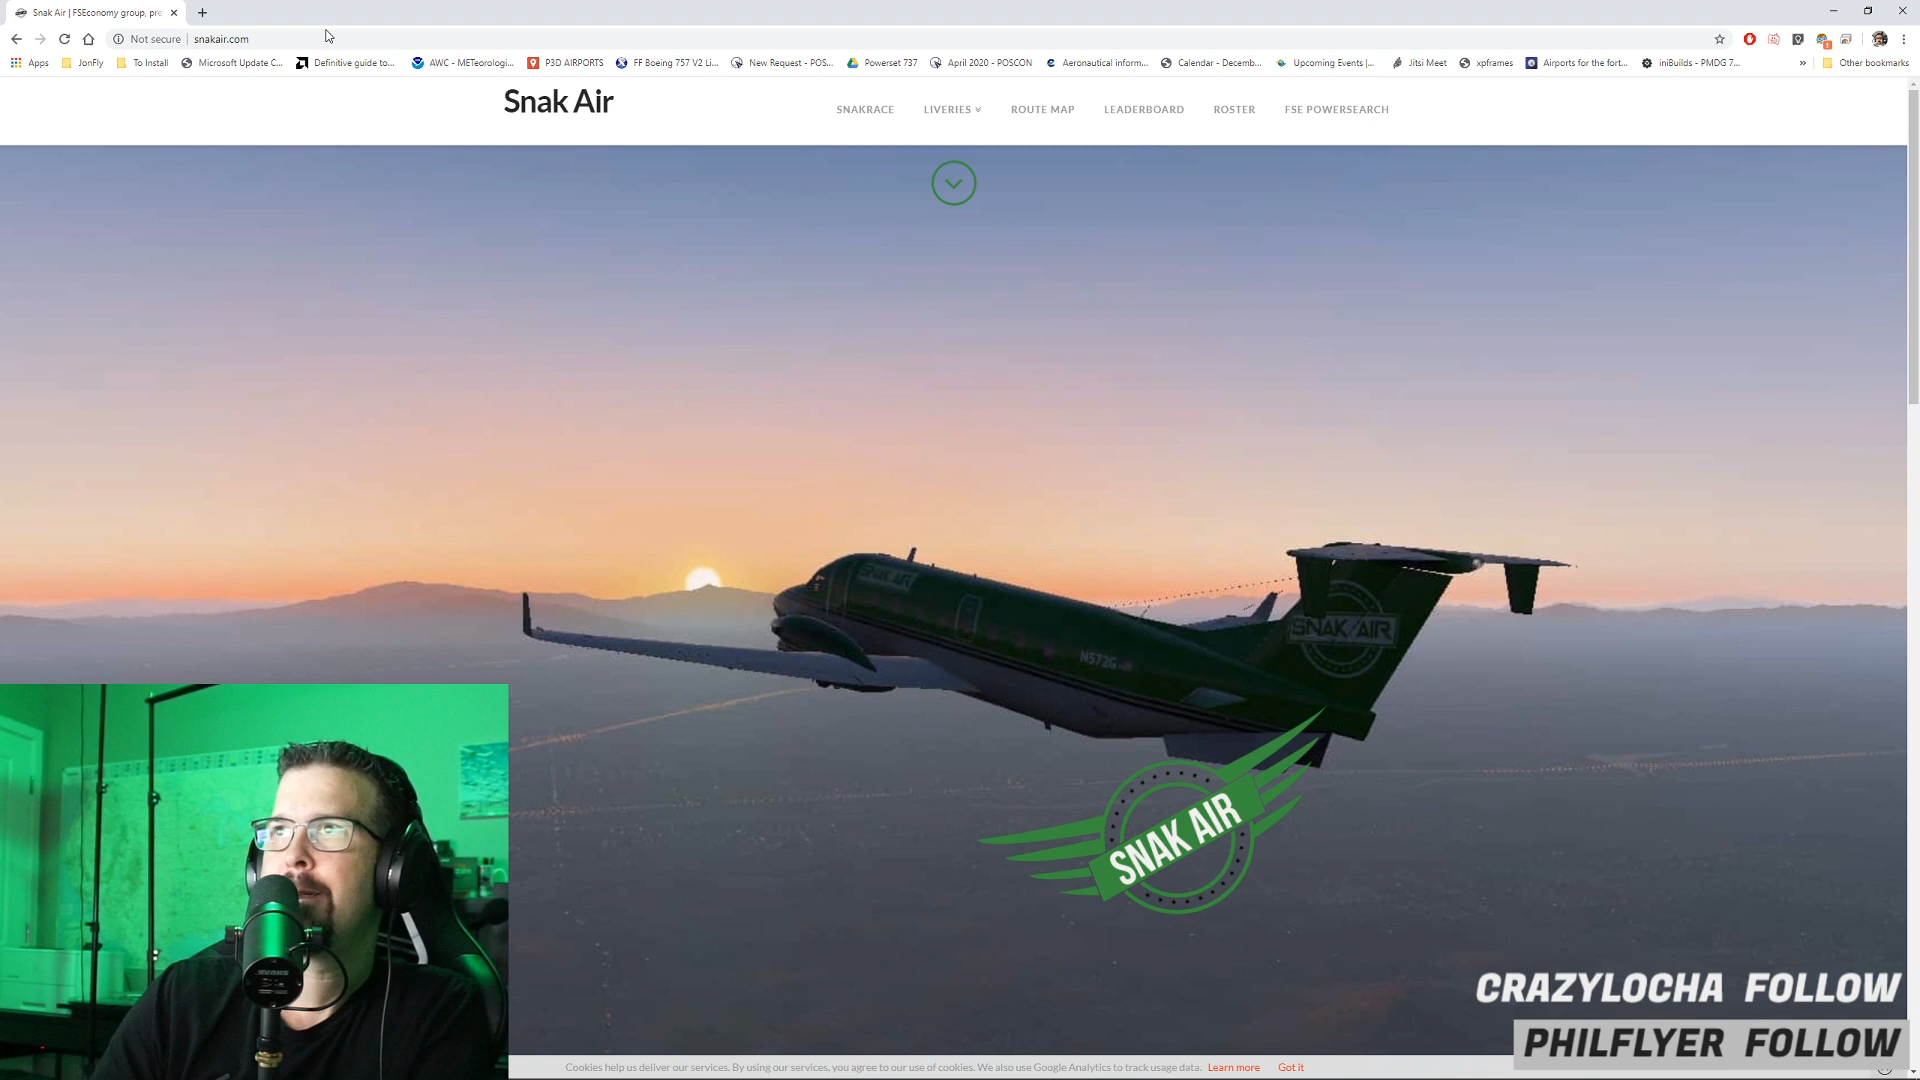 Snak Air | FSEconomy group, pre
Not secure | snakair.com
Apps JonFly To Install Microsoft Update C... Definitive guide to... AWC - METeorologi... P3D AIRPORTS FF Boeing 757 V2 Li... New Request - POS... Powerset 737 April 2020 - POSCON Aeronautical inform... Calendar - Decemb... Upcoming Events |... Jitsi Meet xpframes Airports for the fort... iniBuilds - PMDG 7... » Other bookmarks
Snak Air
SNAKRACE LIVERIES ROUTE MAP LEADERBOARD ROSTER FSE POWERSEARCH
SNAK AIR
SNAK AIR
N572G
SNAK AIR
CRAZYLOCHA FOLLOW
PHILFLYER FOLLOW
Cookies help us deliver our services. By using our services, you agree to our use of cookies. We also use Google Analytics to track usage data. Learn more Got it